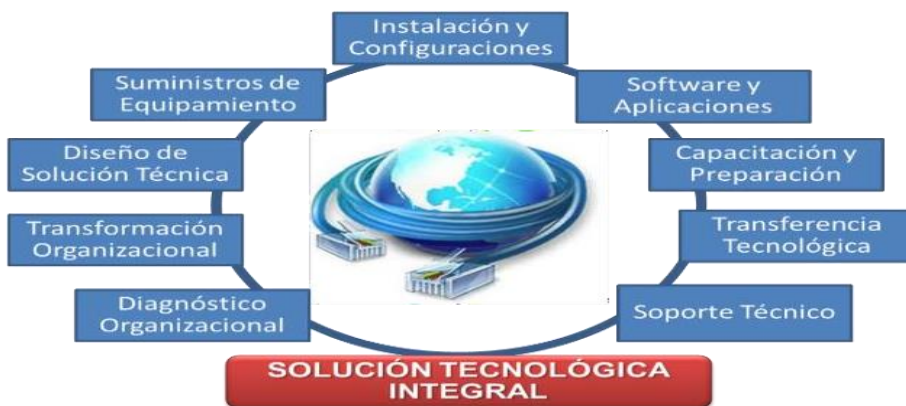 Instalación y
Configuraciones
Suministros de
Equipamiento
Software y
Aplicaciones
Diseño de
Solución Técnica
Capacitación y
Preparación
Transformación
Organizacional
Transferencia
Tecnológica
Diagnóstico
Organizacional
Soporte Técnico
SOLUCIÓN TECNOLÓGICA
INTEGRAL